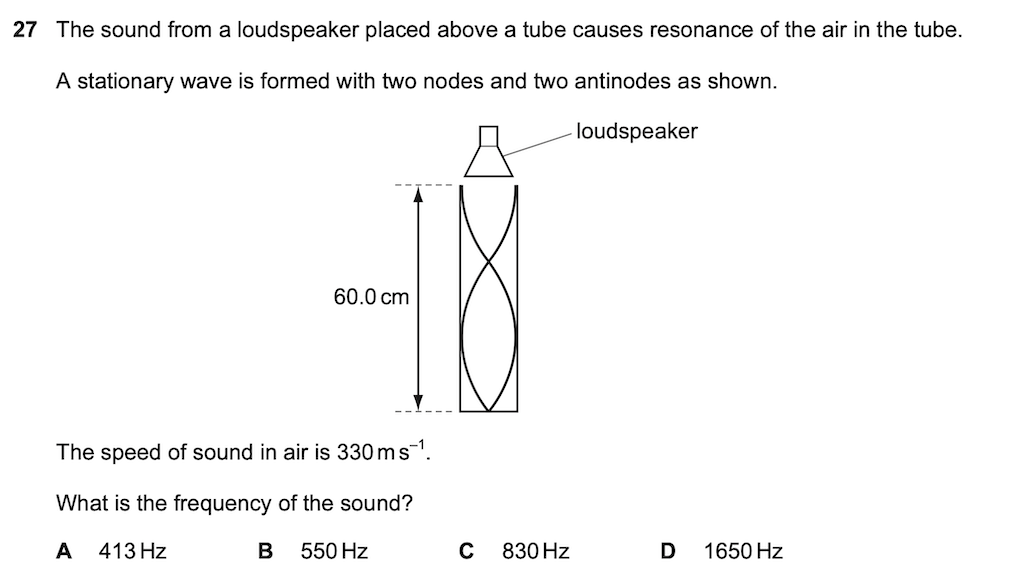 27 The sound from a loudspeaker placed above a tube causes resonance of the air in the tube.
A stationary wave is formed with two nodes and two antinodes as shown.
loudspeaker
60.0 cm
The speed of sound in air is 330 m s⁻¹.
What is the frequency of the sound?
A 413 Hz B 550 Hz C 830 Hz D 1650 Hz